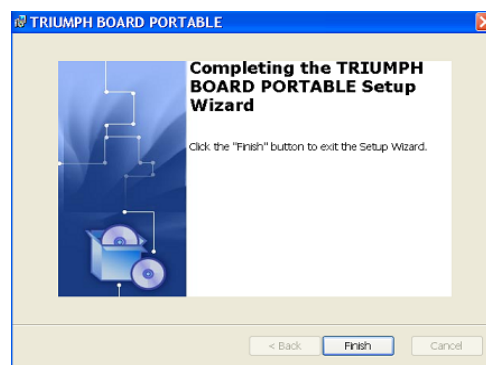 TRIUMPH BOARD PORTABLE
Completing the TRIUMPH
BOARD PORTABLE Setup
Wizard
Click the "Finish" button to exit the Setup Wizard.
< Back Finish Cancel